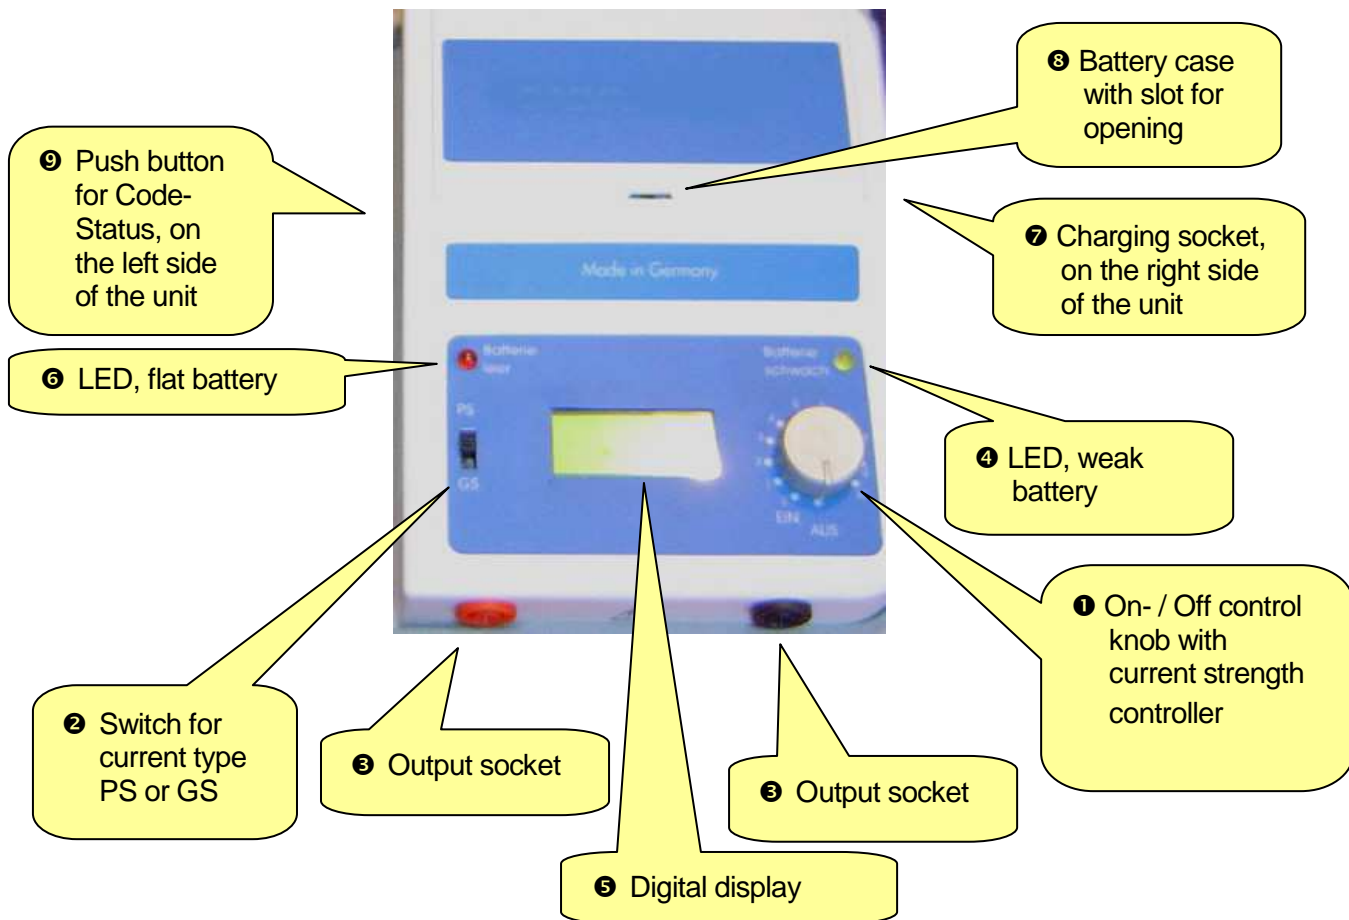 ❽ Battery case
with slot for
opening
❾ Push button
for Code-
Status, on
the left side
of the unit
❼ Charging socket,
on the right side
of the unit
Made in Germany
❻ LED, flat battery
Batterie
leer
Batterie
schwach
PS
GS
EIN
AUS
❹ LED, weak
battery
❶ On- / Off control
knob with
current strength
controller
❷ Switch for
current type
PS or GS
❸ Output socket
❸ Output socket
❺ Digital display